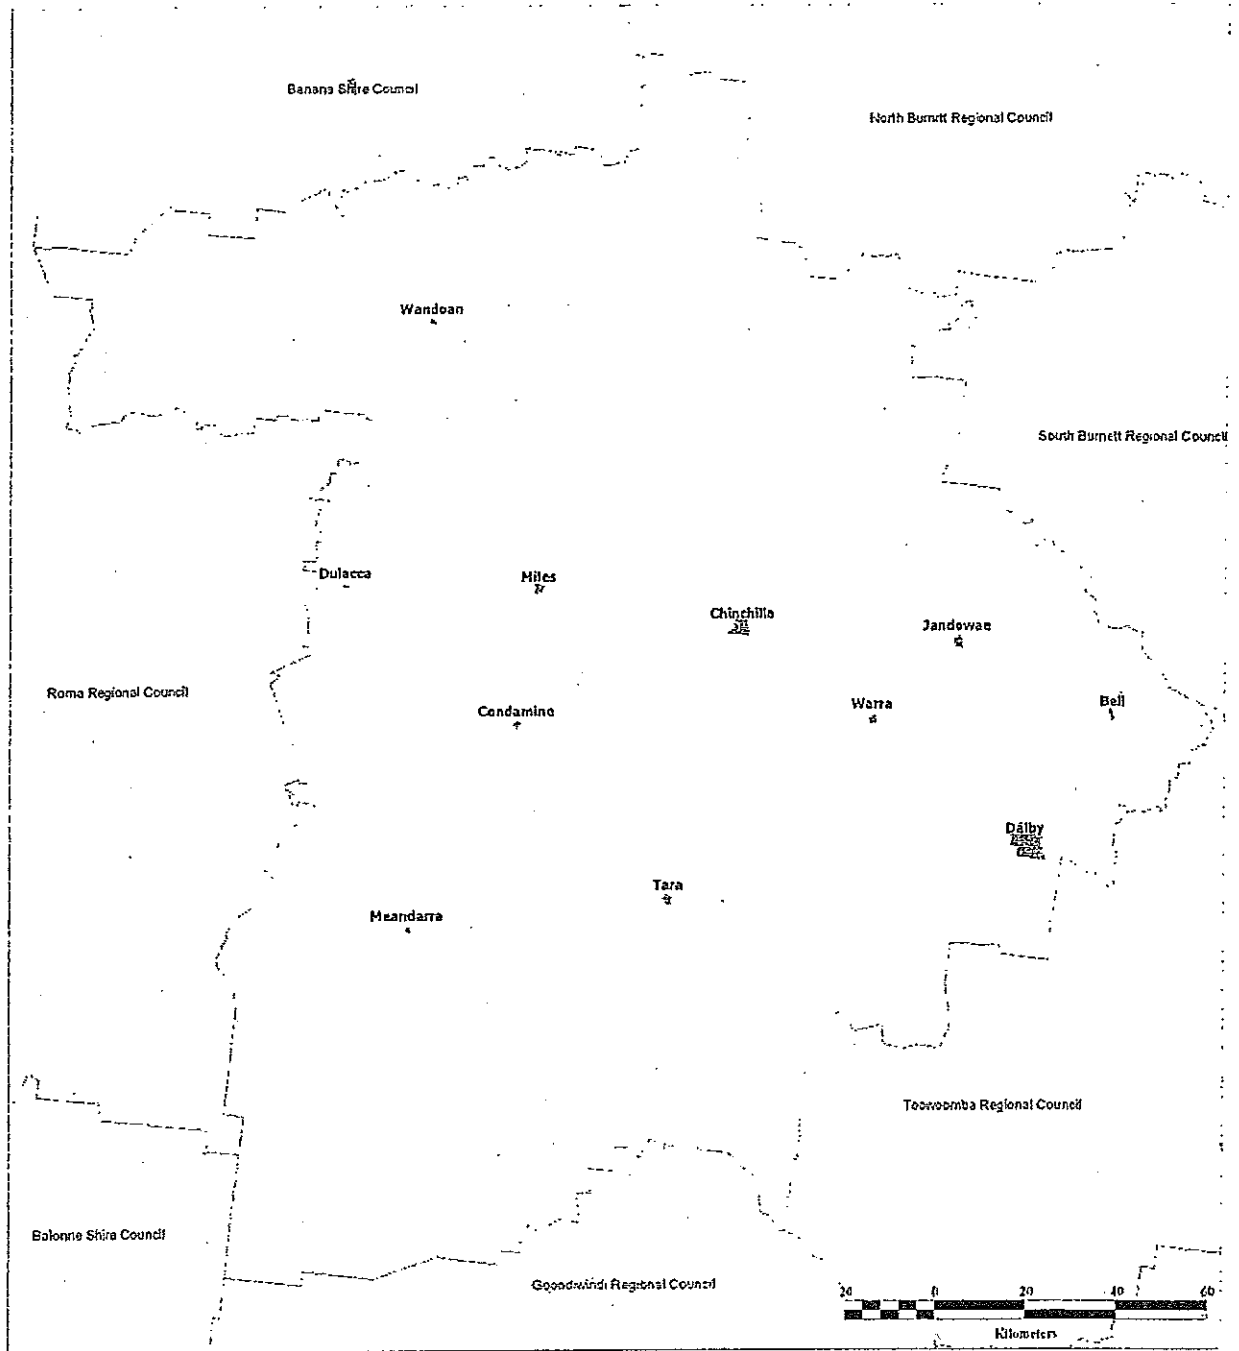 Banana Shire Council
North Burnett Regional Council
Wandoan
South Burnett Regional Council
Dulacca
Miles
Chinchilla
Jandowae
Roma Regional Council
Condamine
Warra
Bell
Dalby
Tara
Meandarra
Toowoomba Regional Council
Balonne Shire Council
Goondiwindi Regional Council
20 0 20 40 60
Kilometers